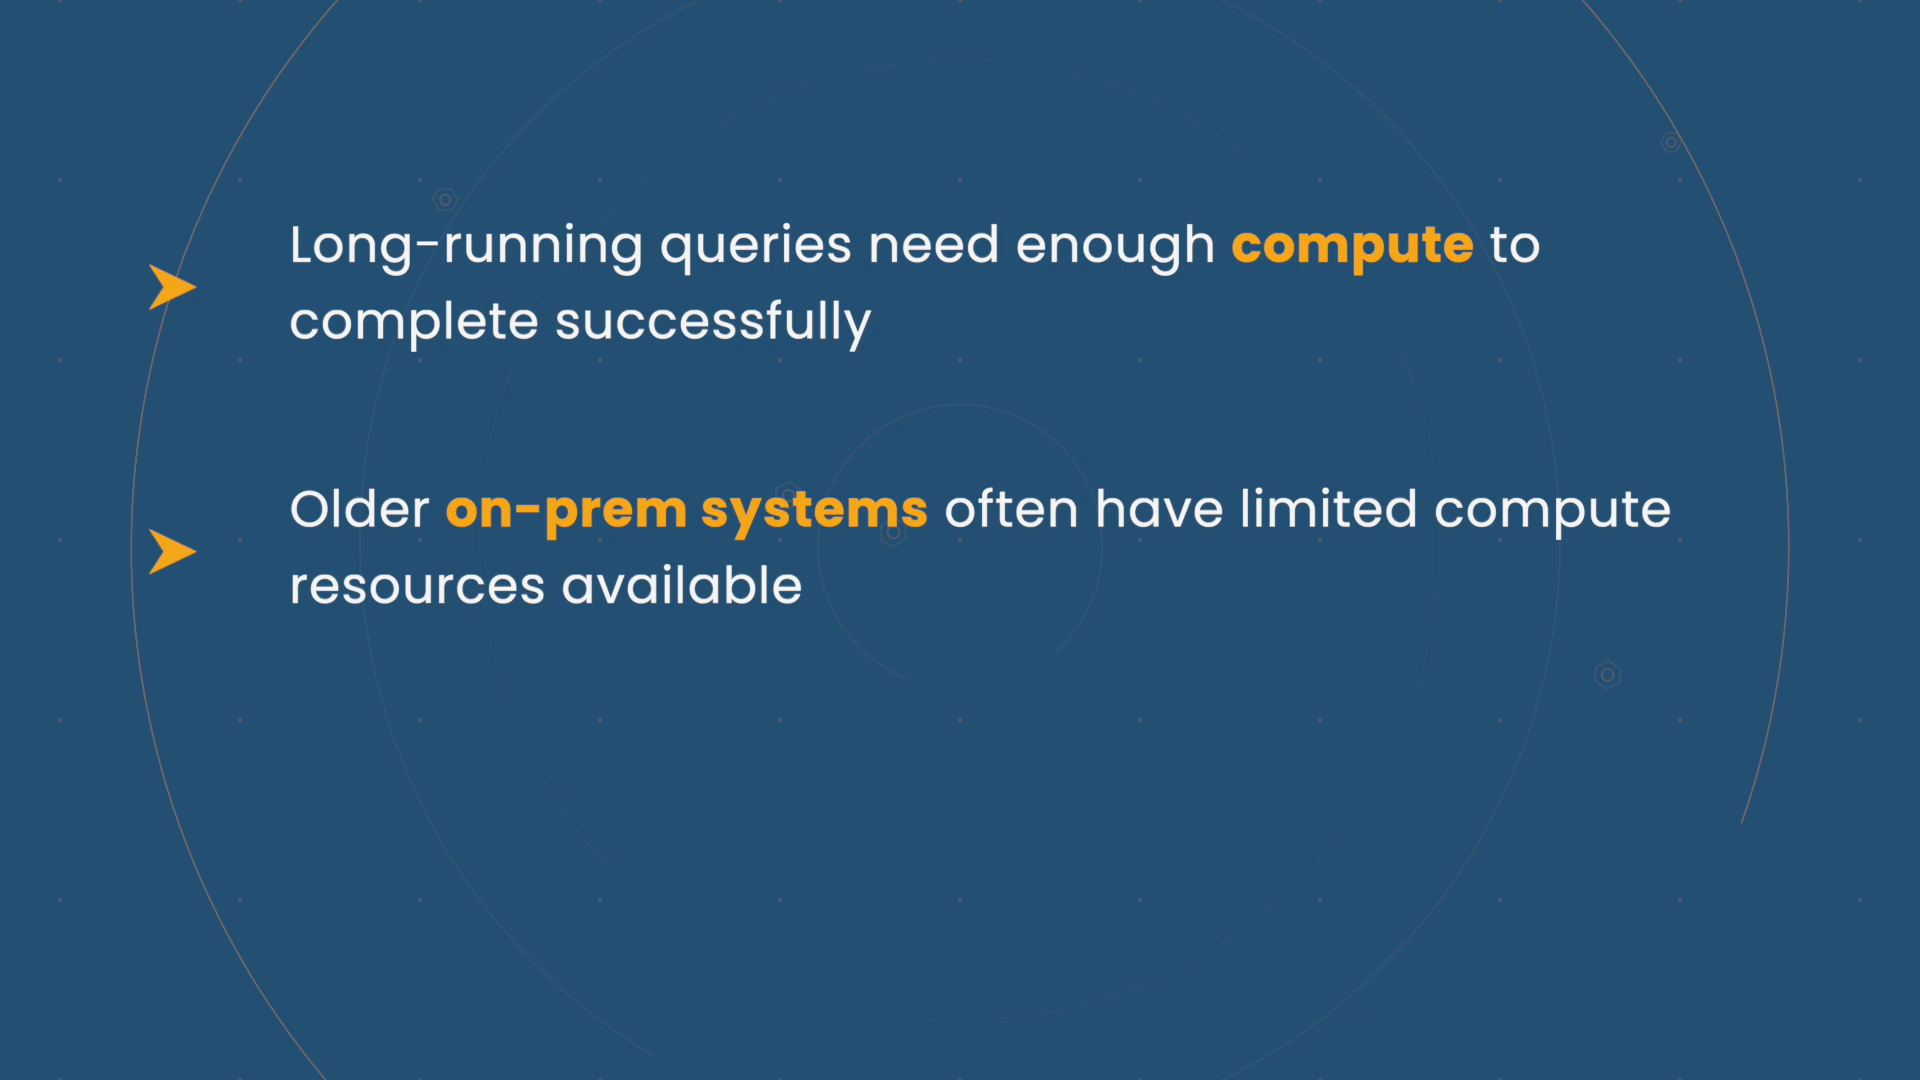 Long-running queries need enough compute to
complete successfully
Older on-prem systems often have limited compute
resources available